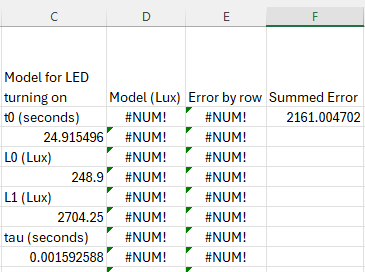 C D E F
Model for LED
turning on Model (Lux) Error by row Summed Error
t0 (seconds) #NUM! #NUM! 2161.004702
24.915496 #NUM! #NUM!
L0 (Lux) #NUM! #NUM!
248.9 #NUM! #NUM!
L1 (Lux) #NUM! #NUM!
2704.25 #NUM! #NUM!
tau (seconds) #NUM! #NUM!
0.001592588 #NUM! #NUM!